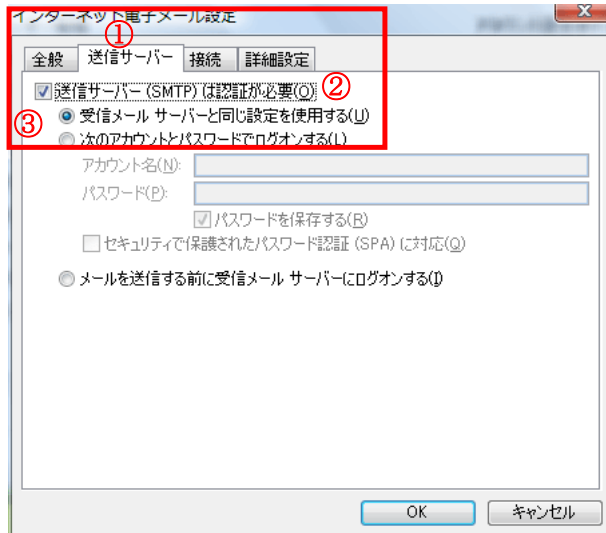 インターネット電子メール設定
①
全般 送信サーバー 接続 詳細設定
送信サーバー (SMTP) は認証が必要(O) ②
③ 受信メール サーバーと同じ設定を使用する(U)
次のアカウントとパスワードでログオンする(L)
アカウント名(N):
パスワード(P):
パスワードを保存する(R)
セキュリティで保護されたパスワード認証 (SPA) に対応(Q)
メールを送信する前に受信メール サーバーにログオンする(I)
OK キャンセル